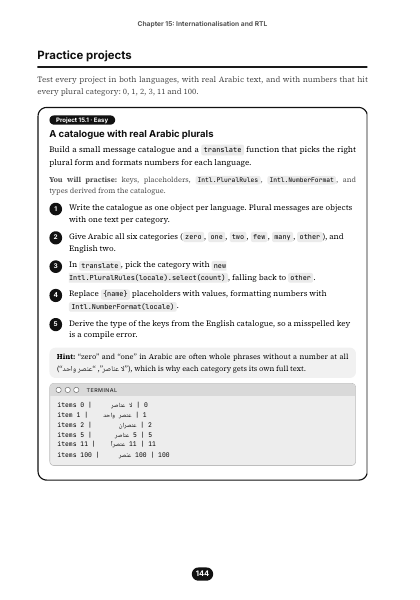 Chapter 15: Internationalisation and RTL
Practice projects
Test every project in both languages, with real Arabic text, and with numbers that hit
every plural category: 0, 1, 2, 3, 11 and 100.
Project 15.1 · Easy
A catalogue with real Arabic plurals
Build a small message catalogue and a translate function that picks the right
plural form and formats numbers for each language.
You will practise: keys, placeholders, Intl.PluralRules, Intl.NumberFormat, and
types derived from the catalogue.
1 Write the catalogue as one object per language. Plural messages are objects
with one text per category.
2 Give Arabic all six categories (zero, one, two, few, many, other), and
English two.
3 In translate, pick the category with new
Intl.PluralRules(locale).select(count), falling back to other.
4 Replace {name} placeholders with values, formatting numbers with
Intl.NumberFormat(locale).
5 Derive the type of the keys from the English catalogue, so a misspelled key
is a compile error.
Hint: “zero” and “one” in Arabic are often whole phrases without a number at all
(“لا عناصر”, “عنصر واحد”), which is why each category gets its own full text.
TERMINAL
items 0 | لا عناصر | 0
item 1 | عنصر واحد | 1
items 2 | عنصران | 2
items 5 | 5 عناصر | 5
items 11 | 11 عنصرًا | 11
items 100 | 100 عنصر | 100
144